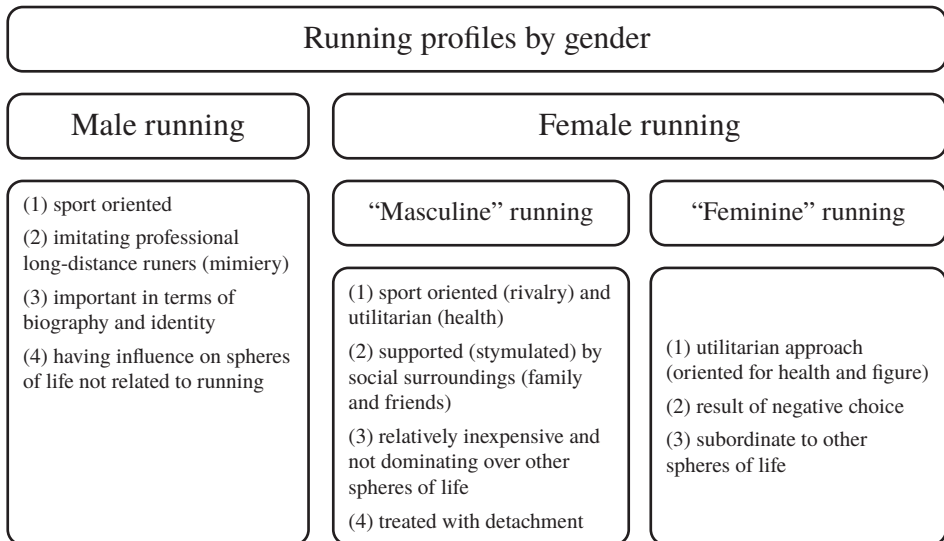 Running profiles by gender
Male running
Female running
(1) sport oriented
(2) imitating professional
long-distance runers (mimiery)
(3) important in terms of
biography and identity
(4) having influence on spheres
of life not related to running
“Masculine” running
(1) sport oriented (rivalry) and
utilitarian (health)
(2) supported (stymulated) by
social surroundings (family
and friends)
(3) relatively inexpensive and
not dominating over other
spheres of life
(4) treated with detachment
“Feminine” running
(1) utilitarian approach
(oriented for health and figure)
(2) result of negative choice
(3) subordinate to other
spheres of life